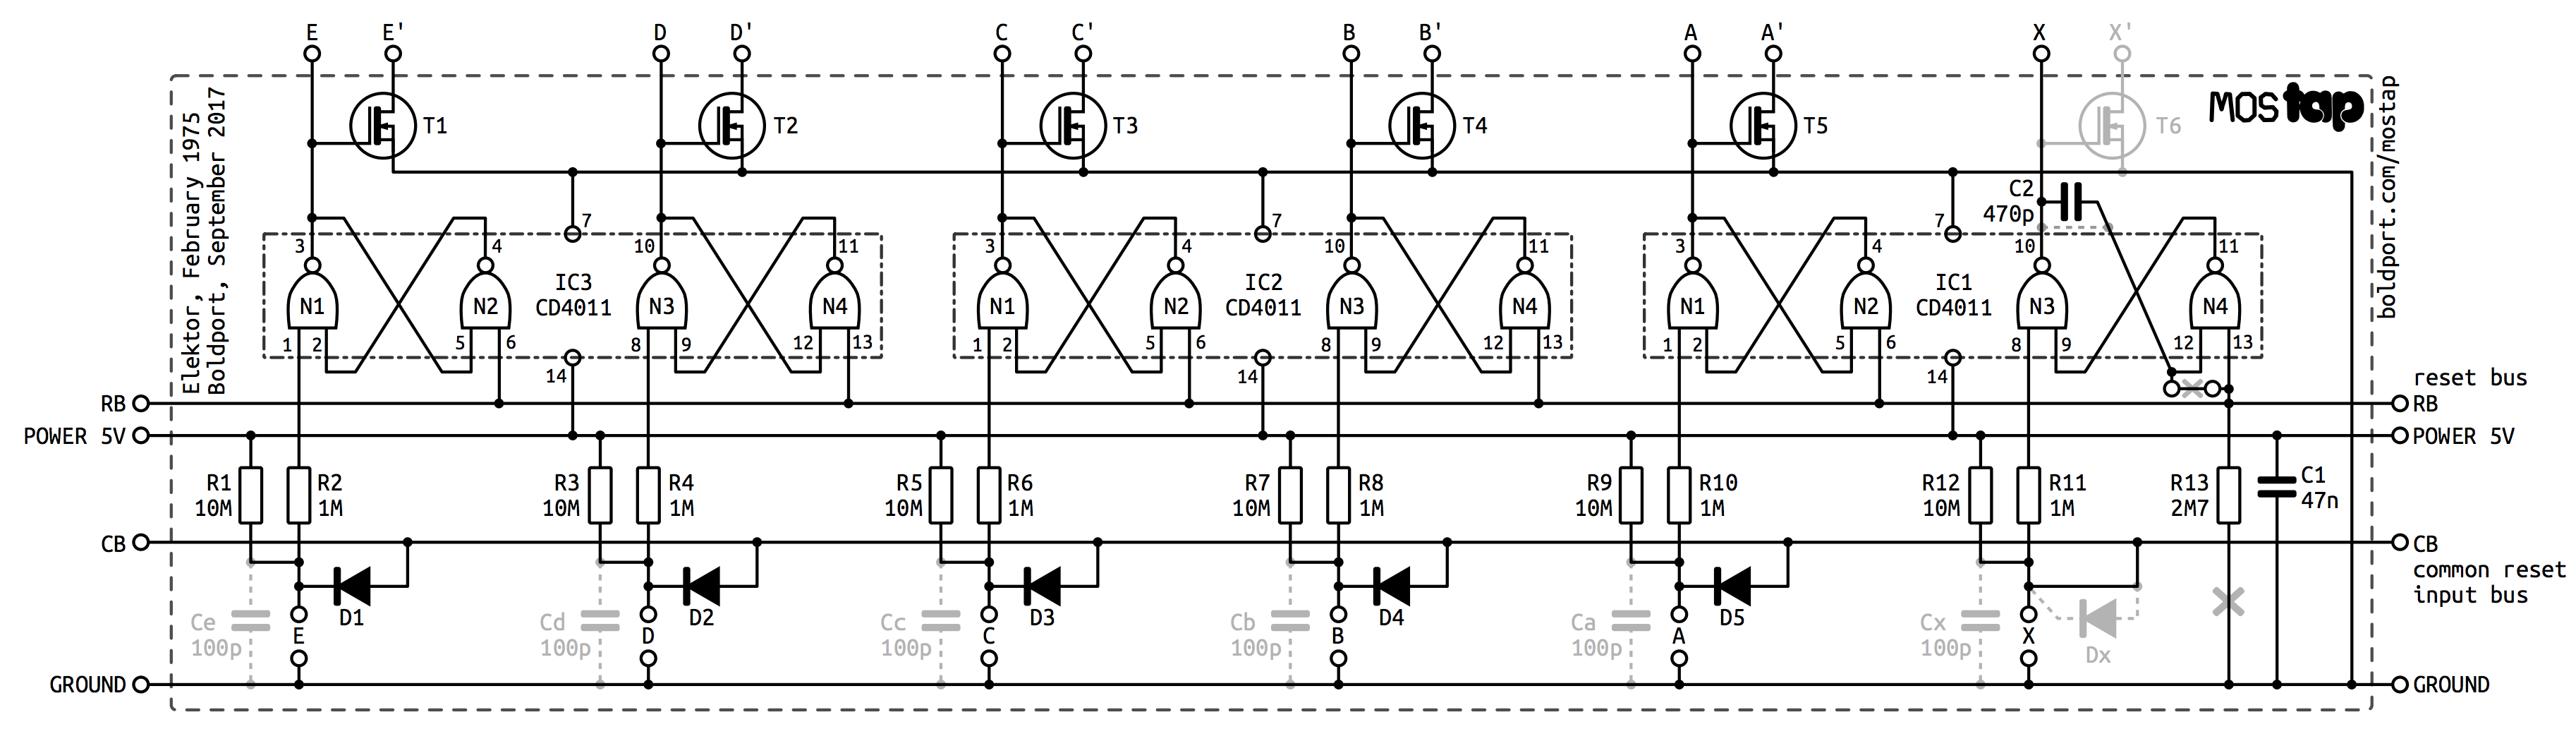 E E' D D' C C' B B' A A' X X'
T1 T2 T3 T4 T5 T6
MOStap
boldport.com/mostap
Elektor, February 1975
Boldport, September 2017
C2
470p
7 7 7
3 4 10 11 3 4 10 11 3 4 10 11
IC3
CD4011
IC2
CD4011
IC1
CD4011
N1 N2 N3 N4 N1 N2 N3 N4 N1 N2 N3 N4
1 2 5 6 8 9 12 13 1 2 5 6 8 9 12 13 1 2 5 6 8 9 12 13
14 14 14
reset bus
RB RB
POWER 5V POWER 5V
R1
10M
R2
1M
R3
10M
R4
1M
R5
10M
R6
1M
R7
10M
R8
1M
R9
10M
R10
1M
R12
10M
R11
1M
R13
2M7
C1
47n
CB CB
common reset
input bus
Ce
100p
E
D1
Cd
100p
D
D2
Cc
100p
C
D3
Cb
100p
B
D4
Ca
100p
A
D5
Cx
100p
X
Dx
GROUND GROUND